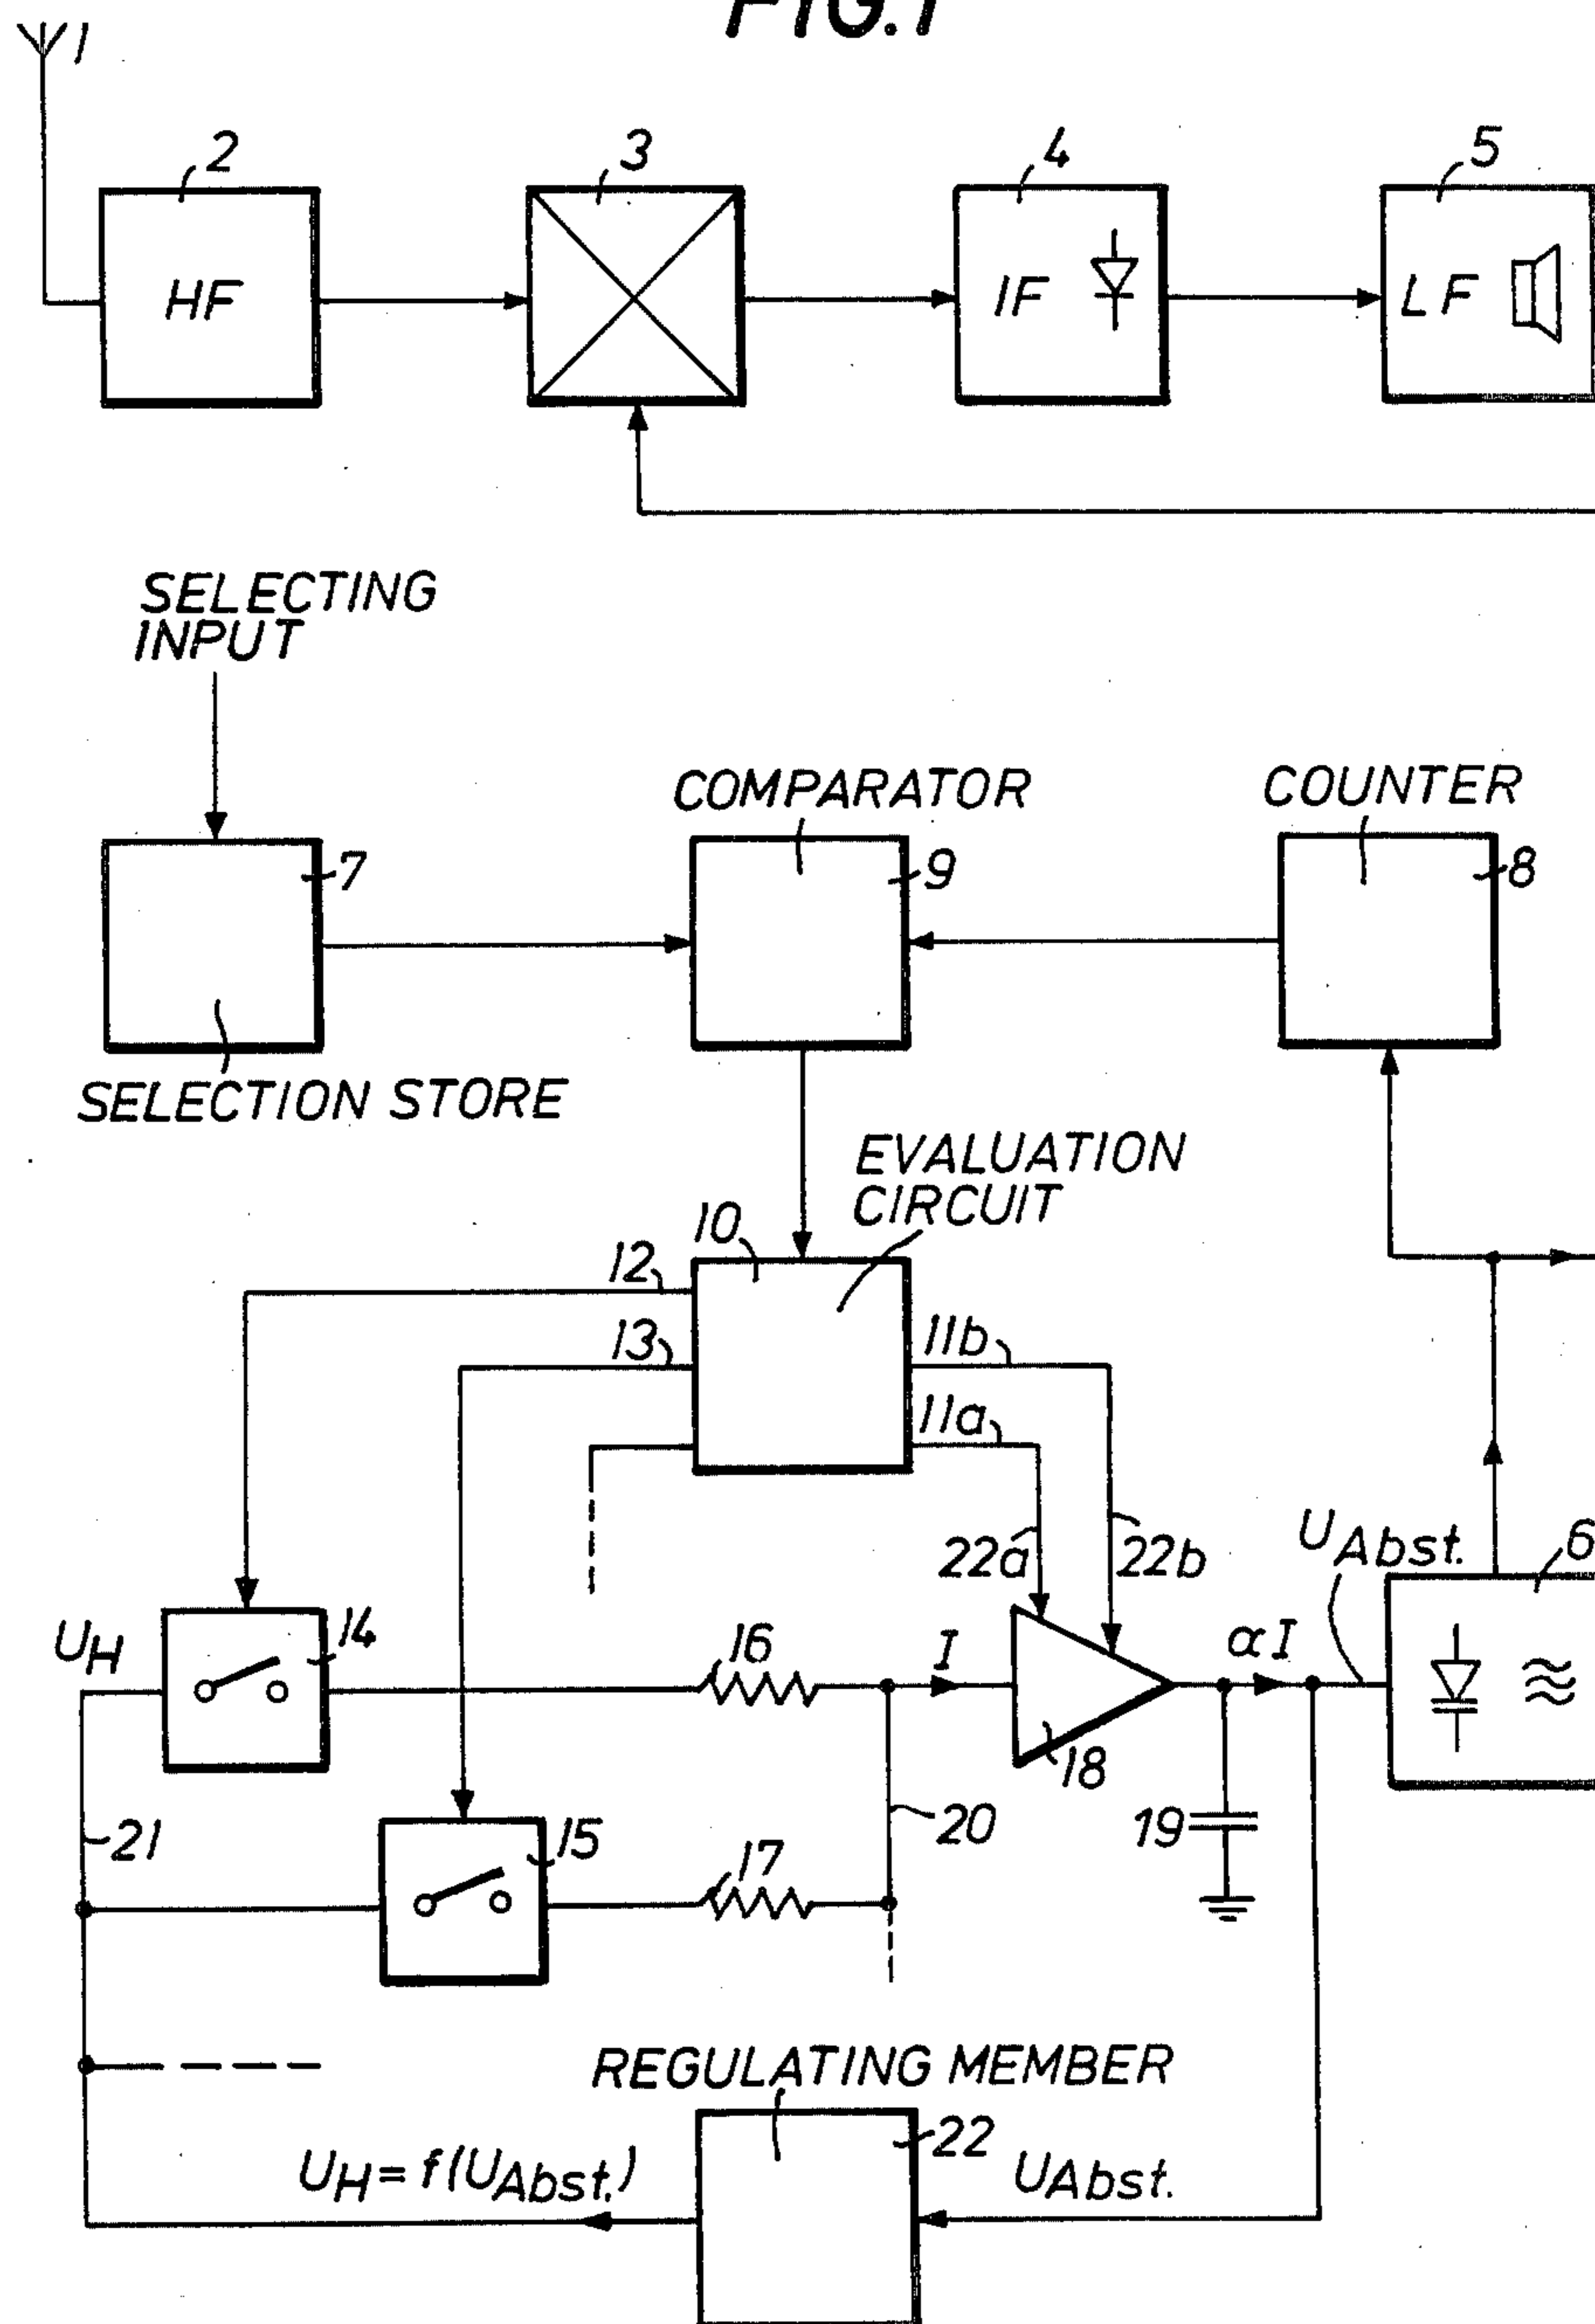 FIG.1
1
2
3
4
5
HF
IF
LF
SELECTING
INPUT
COMPARATOR
COUNTER
7
9
8
SELECTION STORE
EVALUATION
CIRCUIT
10
12
13
11b
11a
22a
22b
UAbst.
6
UH
14
16
I
αI
18
21
15
17
20
19
REGULATING MEMBER
22
UH = f(UAbst.)
UAbst.